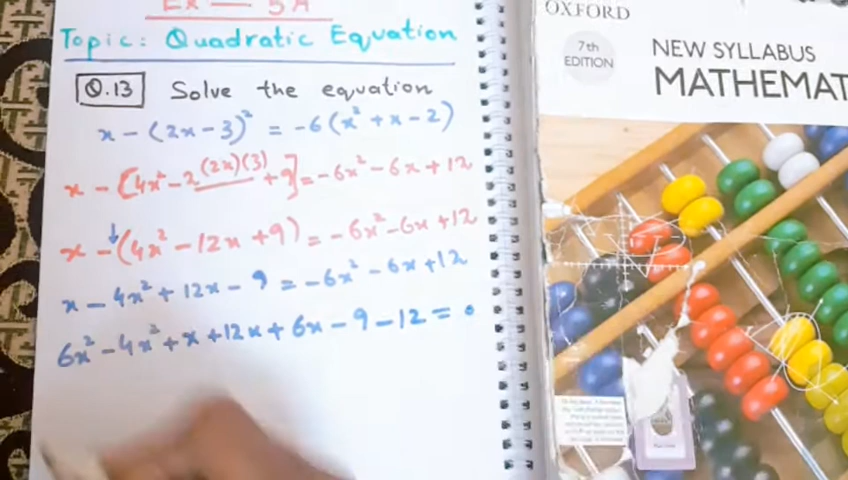 Ex — 5A
Topic: Quadratic Equation
Q.13 Solve the equation
x - (2x - 3)² = -6(x² + x - 2)
x - [4x² - 2(2x)(3) + 9] = -6x² - 6x + 12
x - (4x² - 12x + 9) = -6x² - 6x + 12
x - 4x² + 12x - 9 = -6x² - 6x + 12
6x² - 4x² + x + 12x + 6x - 9 - 12 = 0
OXFORD
7th
EDITION
NEW SYLLABUS
MATHEMAT